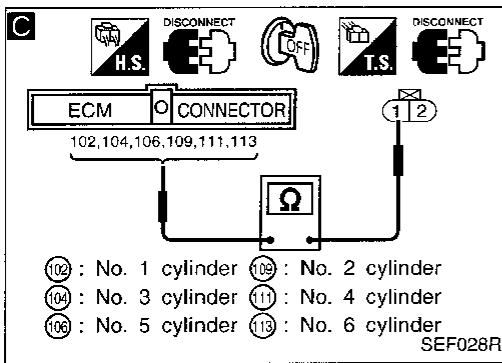 C
DISCONNECT DISCONNECT
H.S. OFF T.S.
ECM O CONNECTOR 1 2
102,104,106,109,111,113
Ω
102 : No. 1 cylinder 109 : No. 2 cylinder
104 : No. 3 cylinder 111 : No. 4 cylinder
106 : No. 5 cylinder 113 : No. 6 cylinder
SEF028R